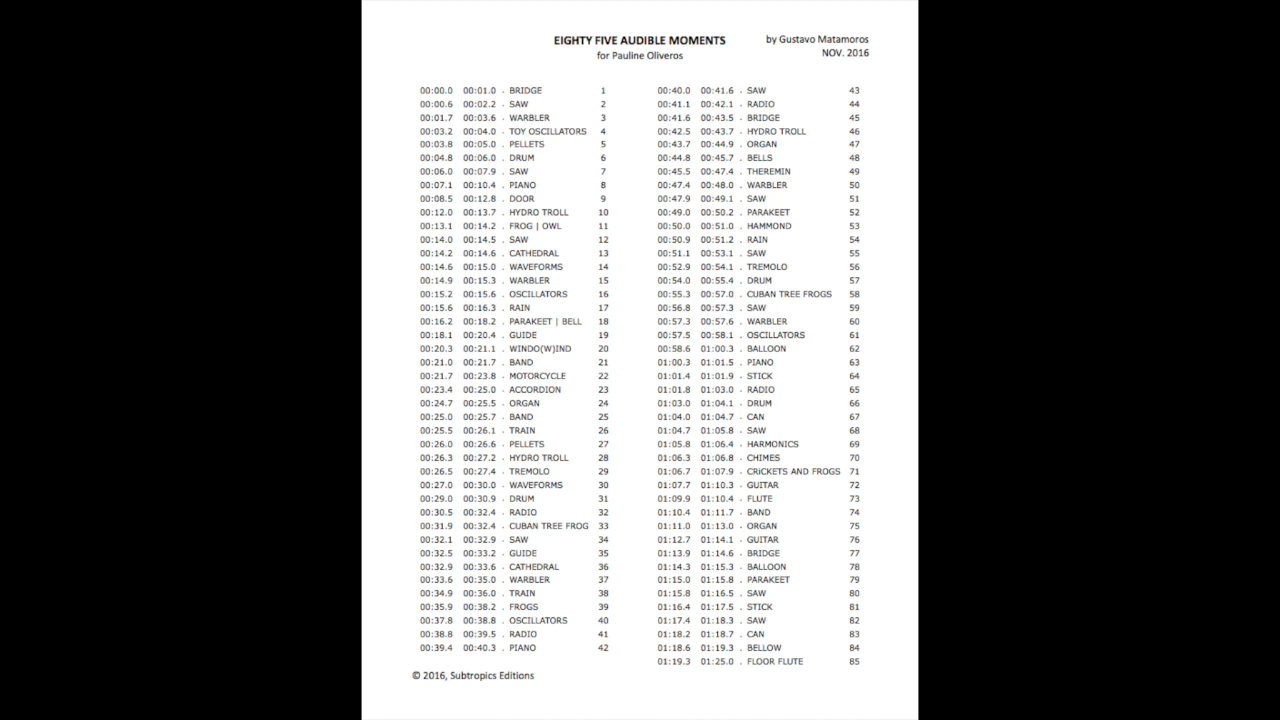 EIGHTY FIVE AUDIBLE MOMENTS
for Pauline Oliveros
by Gustavo Matamoros
NOV. 2016
00:00.0 00:01.0 . BRIDGE 1
00:00.6 00:02.2 . SAW 2
00:01.7 00:03.6 . WARBLER 3
00:03.2 00:04.0 . TOY OSCILLATORS 4
00:03.8 00:05.0 . PELLETS 5
00:04.8 00:06.0 . DRUM 6
00:06.0 00:07.9 . SAW 7
00:07.1 00:10.4 . PIANO 8
00:08.5 00:12.8 . DOOR 9
00:12.0 00:13.7 . HYDRO TROLL 10
00:13.1 00:14.2 . FROG | OWL 11
00:14.0 00:14.5 . SAW 12
00:14.2 00:14.6 . CATHEDRAL 13
00:14.6 00:15.0 . WAVEFORMS 14
00:14.9 00:15.3 . WARBLER 15
00:15.2 00:15.6 . OSCILLATORS 16
00:15.6 00:16.3 . RAIN 17
00:16.2 00:18.2 . PARAKEET | BELL 18
00:18.1 00:20.4 . GUIDE 19
00:20.3 00:21.1 . WINDO(W)IND 20
00:21.0 00:21.7 . BAND 21
00:21.7 00:23.8 . MOTORCYCLE 22
00:23.4 00:25.0 . ACCORDION 23
00:24.7 00:25.5 . ORGAN 24
00:25.0 00:25.7 . BAND 25
00:25.5 00:26.1 . TRAIN 26
00:26.0 00:26.6 . PELLETS 27
00:26.3 00:27.2 . HYDRO TROLL 28
00:26.5 00:27.4 . TREMOLO 29
00:27.0 00:30.0 . WAVEFORMS 30
00:29.0 00:30.9 . DRUM 31
00:30.5 00:32.4 . RADIO 32
00:31.9 00:32.4 . CUBAN TREE FROG 33
00:32.1 00:32.9 . SAW 34
00:32.5 00:33.2 . GUIDE 35
00:32.9 00:33.6 . CATHEDRAL 36
00:33.6 00:35.0 . WARBLER 37
00:34.9 00:36.0 . TRAIN 38
00:35.9 00:38.2 . FROGS 39
00:37.8 00:38.8 . OSCILLATORS 40
00:38.8 00:39.5 . RADIO 41
00:39.4 00:40.3 . PIANO 42
00:40.0 00:41.6 . SAW 43
00:41.1 00:42.1 . RADIO 44
00:41.6 00:43.5 . BRIDGE 45
00:42.5 00:43.7 . HYDRO TROLL 46
00:43.7 00:44.9 . ORGAN 47
00:44.8 00:45.7 . BELLS 48
00:45.5 00:47.4 . THEREMIN 49
00:47.4 00:48.0 . WARBLER 50
00:47.9 00:49.1 . SAW 51
00:49.0 00:50.2 . PARAKEET 52
00:50.0 00:51.0 . HAMMOND 53
00:50.9 00:51.2 . RAIN 54
00:51.1 00:53.1 . SAW 55
00:52.9 00:54.1 . TREMOLO 56
00:54.0 00:55.4 . DRUM 57
00:55.3 00:57.0 . CUBAN TREE FROGS 58
00:56.8 00:57.3 . SAW 59
00:57.3 00:57.6 . WARBLER 60
00:57.5 00:58.1 . OSCILLATORS 61
00:58.6 01:00.3 . BALLOON 62
01:00.3 01:01.5 . PIANO 63
01:01.4 01:01.9 . STICK 64
01:01.8 01:03.0 . RADIO 65
01:03.0 01:04.1 . DRUM 66
01:04.0 01:04.7 . CAN 67
01:04.7 01:05.8 . SAW 68
01:05.8 01:06.4 . HARMONICS 69
01:06.3 01:06.8 . CHIMES 70
01:06.7 01:07.9 . CRICKETS AND FROGS 71
01:07.7 01:10.3 . GUITAR 72
01:09.9 01:10.4 . FLUTE 73
01:10.4 01:11.7 . BAND 74
01:11.0 01:13.0 . ORGAN 75
01:12.7 01:14.1 . GUITAR 76
01:13.9 01:14.6 . BRIDGE 77
01:14.3 01:15.3 . BALLOON 78
01:15.0 01:15.8 . PARAKEET 79
01:15.8 01:16.5 . SAW 80
01:16.4 01:17.5 . STICK 81
01:17.4 01:18.3 . SAW 82
01:18.2 01:18.7 . CAN 83
01:18.6 01:19.3 . BELLOW 84
01:19.3 01:25.0 . FLOOR FLUTE 85
© 2016, Subtropics Editions